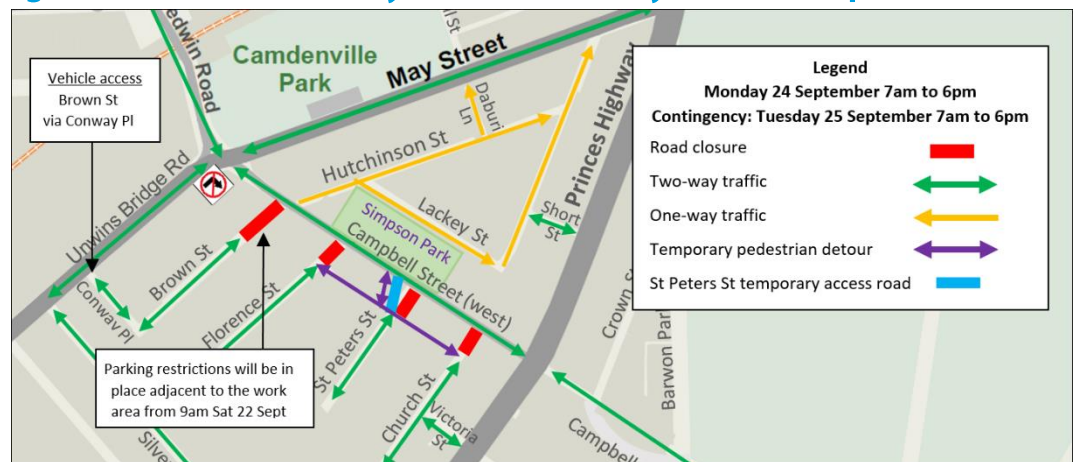 Camdenville
Park
May Street
edwin Road
Vehicle access
Brown St
via Conway Pl
Unwins Bridge Rd
Hutchinson St
Daburi
Ln
Princes Highway
Lackey St
Simpson Park
Short
St
Campbell Street (west)
Brown St
Conway Pl
Florence St
St Peters St
Church St
Victoria
St
Crown St
Barwon Park
Campbell
Silve
Parking restrictions will be in
place adjacent to the work
area from 9am Sat 22 Sept
Legend
Monday 24 September 7am to 6pm
Contingency: Tuesday 25 September 7am to 6pm
Road closure
Two-way traffic
One-way traffic
Temporary pedestrian detour
St Peters St temporary access road